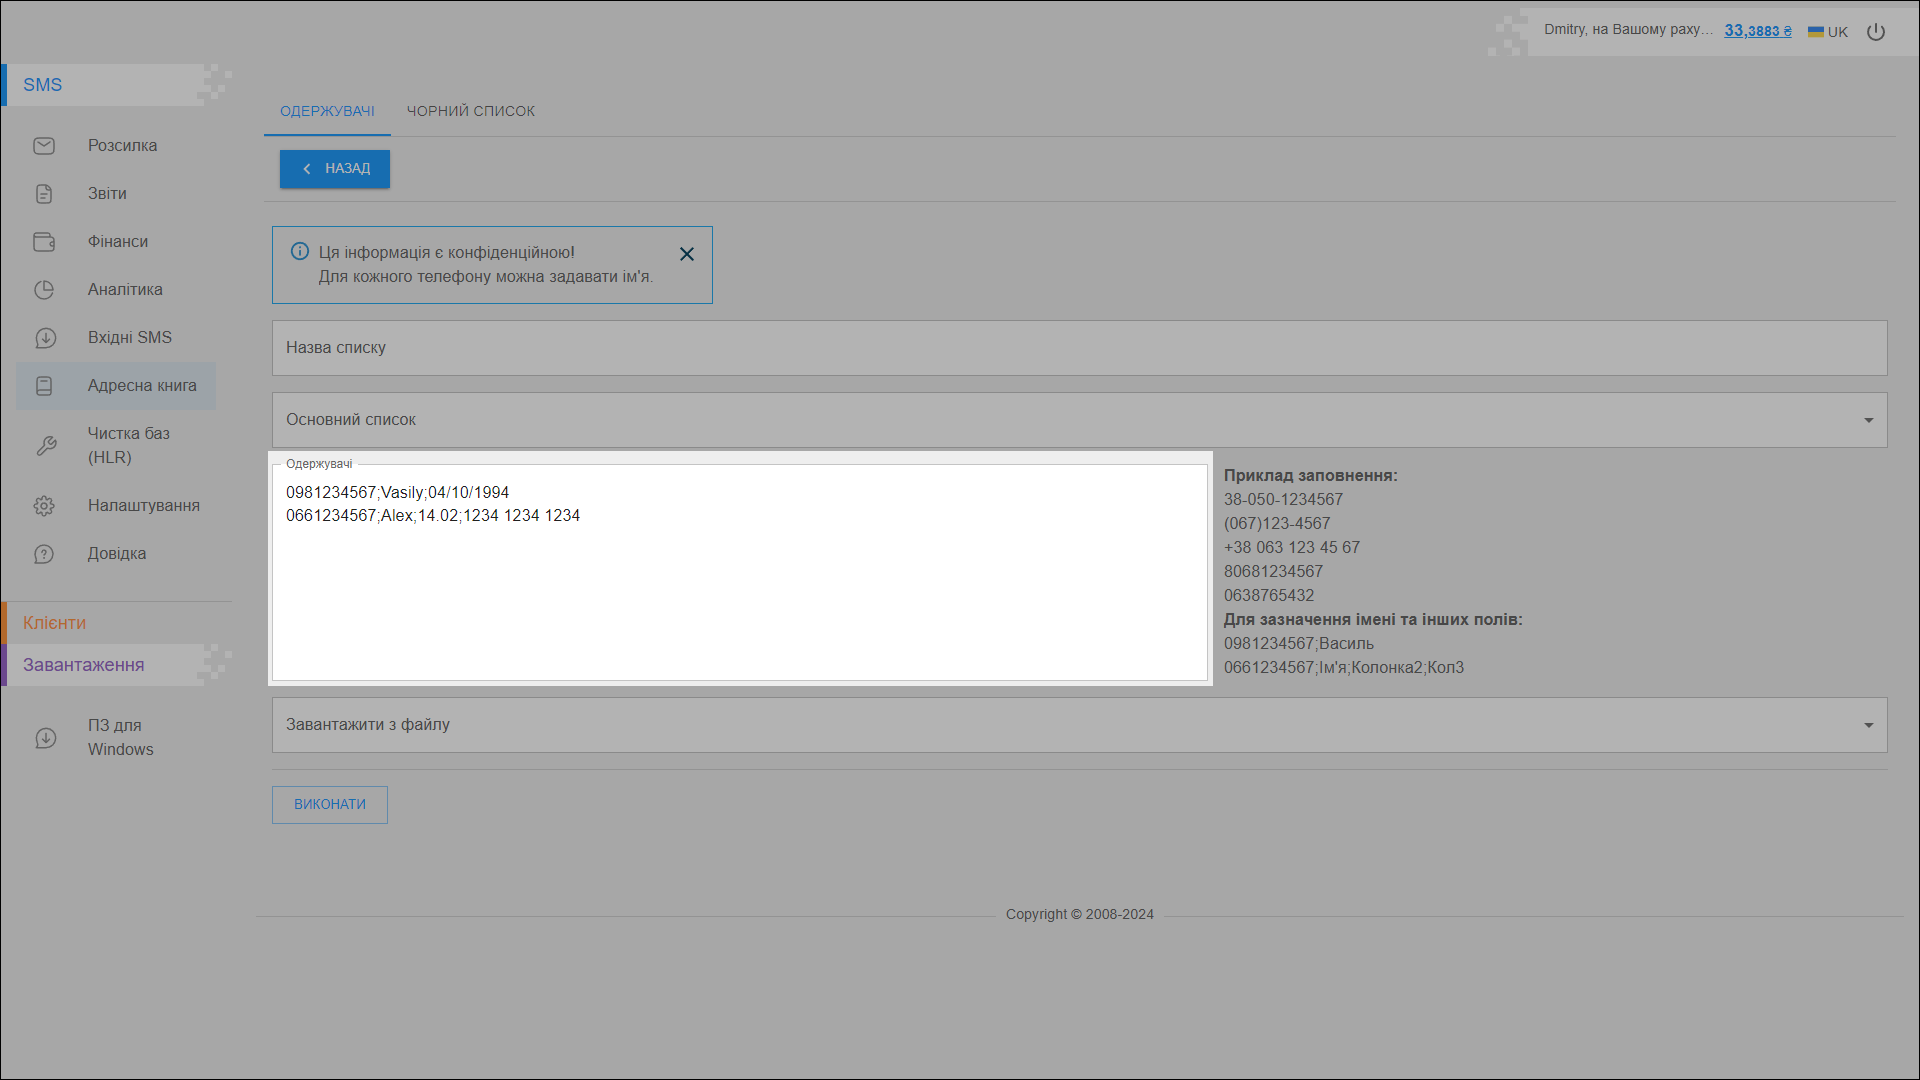 Dmitry, на Вашому раху... 33,3883 ₴ UK
SMS
Розсилка
Звіти
Фінанси
Аналітика
Вхідні SMS
Адресна книга
Чистка баз
(HLR)
Налаштування
Довідка
Клієнти
Завантаження
ПЗ для
Windows
ОДЕРЖУВАЧІ ЧОРНИЙ СПИСОК
НАЗАД
Ця інформація є конфіденційною!
Для кожного телефону можна задавати ім'я.
Назва списку
Основний список
Одержувачі
0981234567;Vasily;04/10/1994
0661234567;Alex;14.02;1234 1234 1234
Приклад заповнення:
38-050-1234567
(067)123-4567
+38 063 123 45 67
80681234567
0638765432
Для зазначення імені та інших полів:
0981234567;Василь
0661234567;Ім'я;Колонка2;Кол3
Завантажити з файлу
ВИКОНАТИ
Copyright © 2008-2024